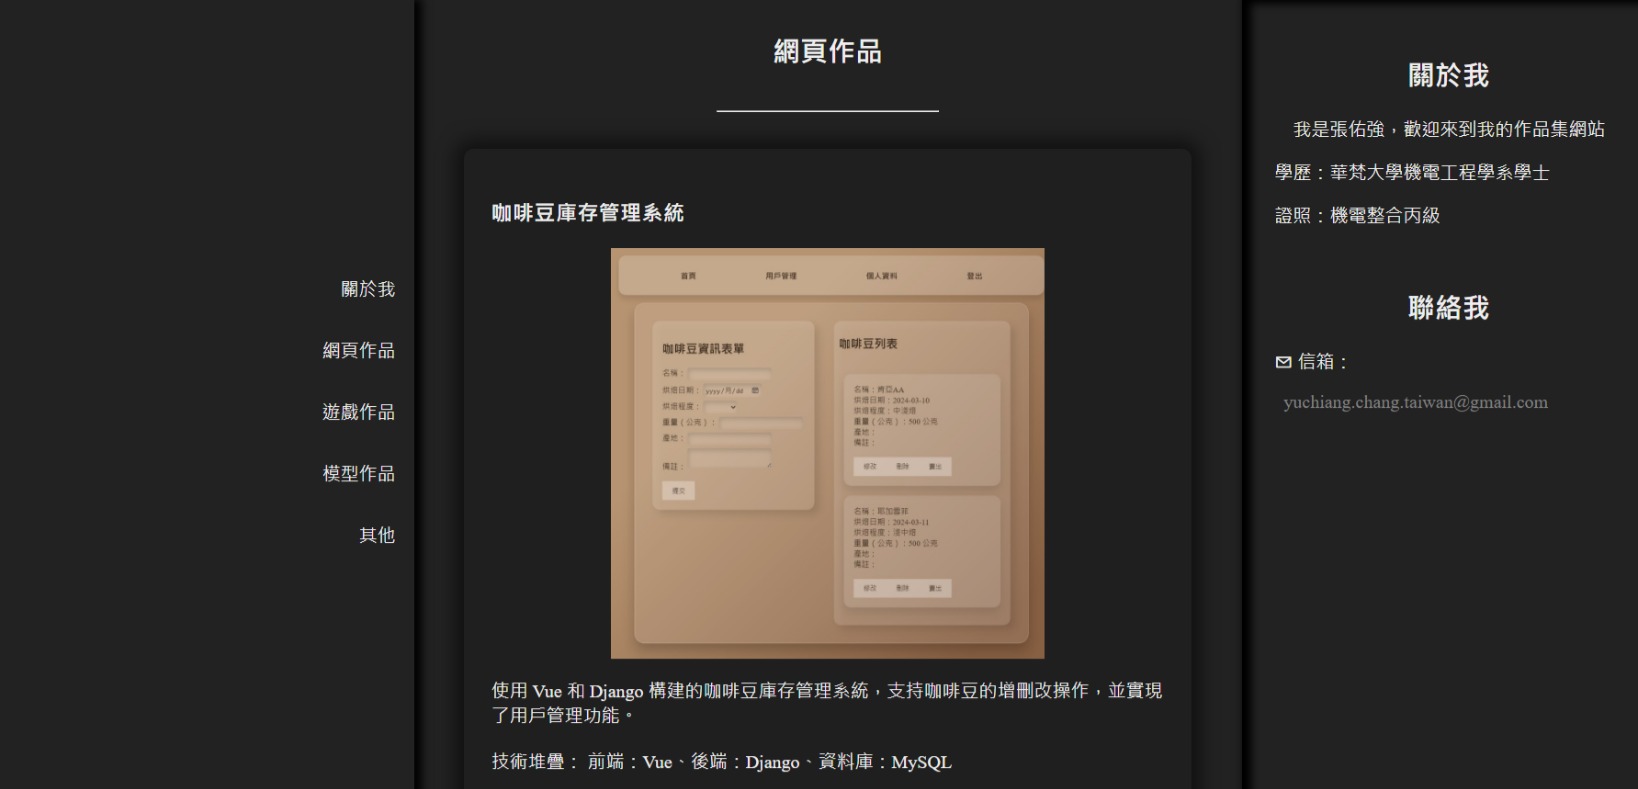 關於我
網頁作品
遊戲作品
模型作品
其他
網頁作品
咖啡豆庫存管理系統
首頁 用戶管理 個人資料 登出
咖啡豆資訊表單
名稱：
烘焙日期： yyyy/月/dd
烘焙程度：
重量（公克）：
產地：
備註：
提交
咖啡豆列表
名稱：肯亞AA
烘焙日期：2024-03-10
烘焙程度：中淺焙
重量（公克）：500 公克
產地：
備註：
修改 刪除 賣出
名稱：耶加雪菲
烘焙日期：2024-03-11
烘焙程度：淺中焙
重量（公克）：500 公克
產地：
備註：
修改 刪除 賣出
使用 Vue 和 Django 構建的咖啡豆庫存管理系統，支持咖啡豆的增刪改操作，並實現
了用戶管理功能。
技術堆疊： 前端：Vue、後端：Django、資料庫：MySQL
關於我
我是張佑強，歡迎來到我的作品集網站
學歷：華梵大學機電工程學系學士
證照：機電整合丙級
聯絡我
信箱：
yuchiang.chang.taiwan@gmail.com